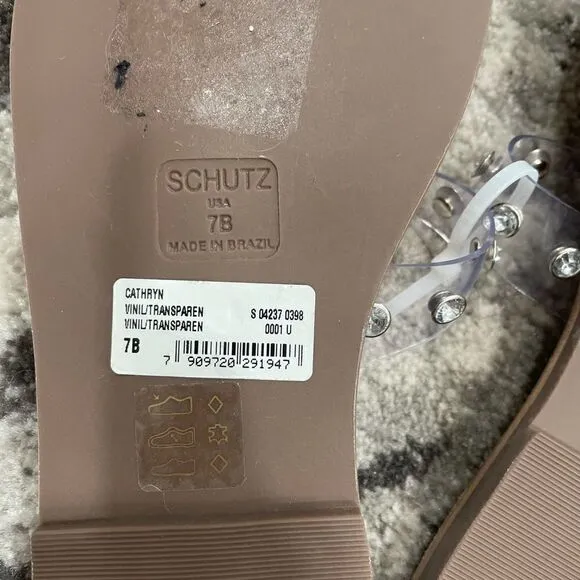 SCHUTZ
USA
7B
MADE IN BRAZIL
CATHRYN
VINIL/TRANSPAREN S 04237 0398
VINIL/TRANSPAREN 0001 U
7B
7 909720 291947